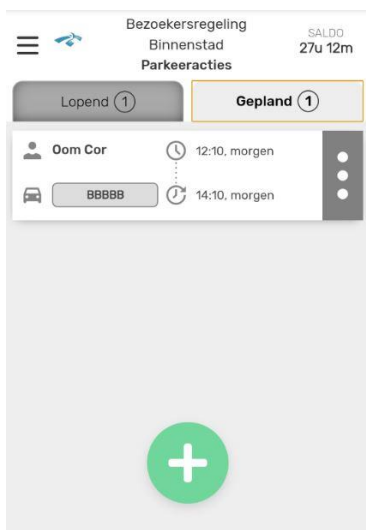 Bezoekersregeling
Binnenstad
Parkeeracties
SALDO
27u 12m
Lopend 1
Gepland 1
Oom Cor
12:10, morgen
BBBBB
14:10, morgen